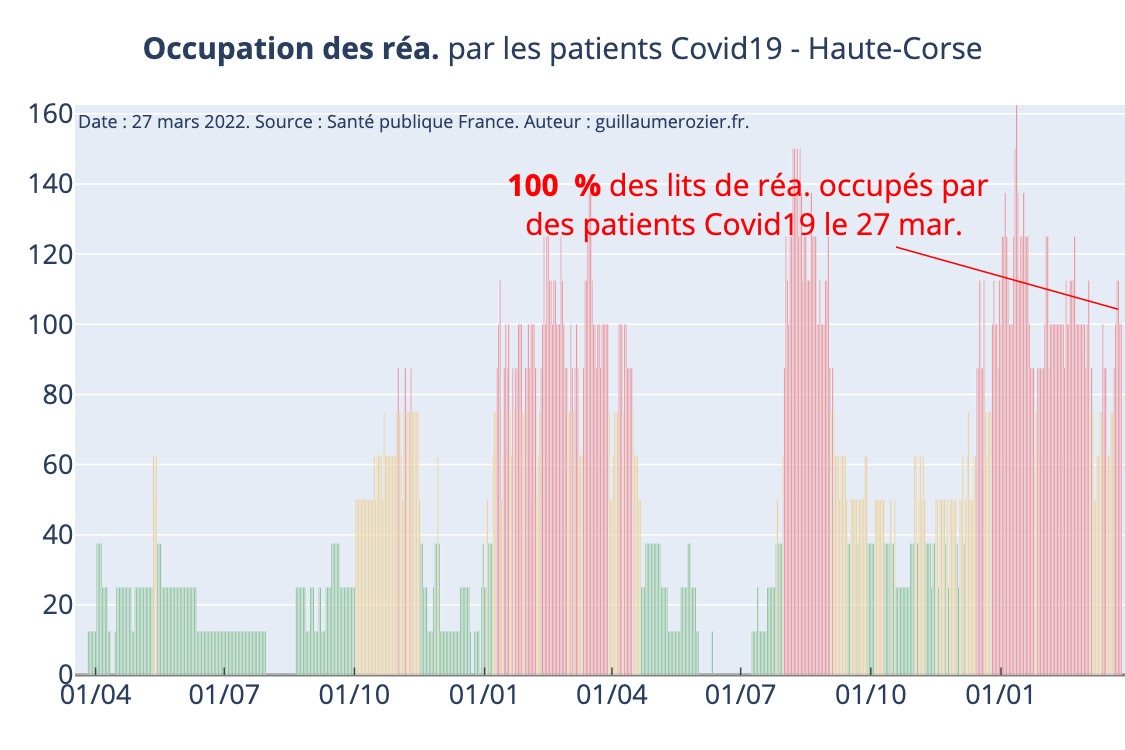 Occupation des réa. par les patients Covid19 - Haute-Corse
160
Date : 27 mars 2022. Source : Santé publique France. Auteur : guillaumerozier.fr.
140
100 % des lits de réa. occupés par
des patients Covid19 le 27 mar.
120
100
80
60
40
20
0
01/04 01/07 01/10 01/01 01/04 01/07 01/10 01/01